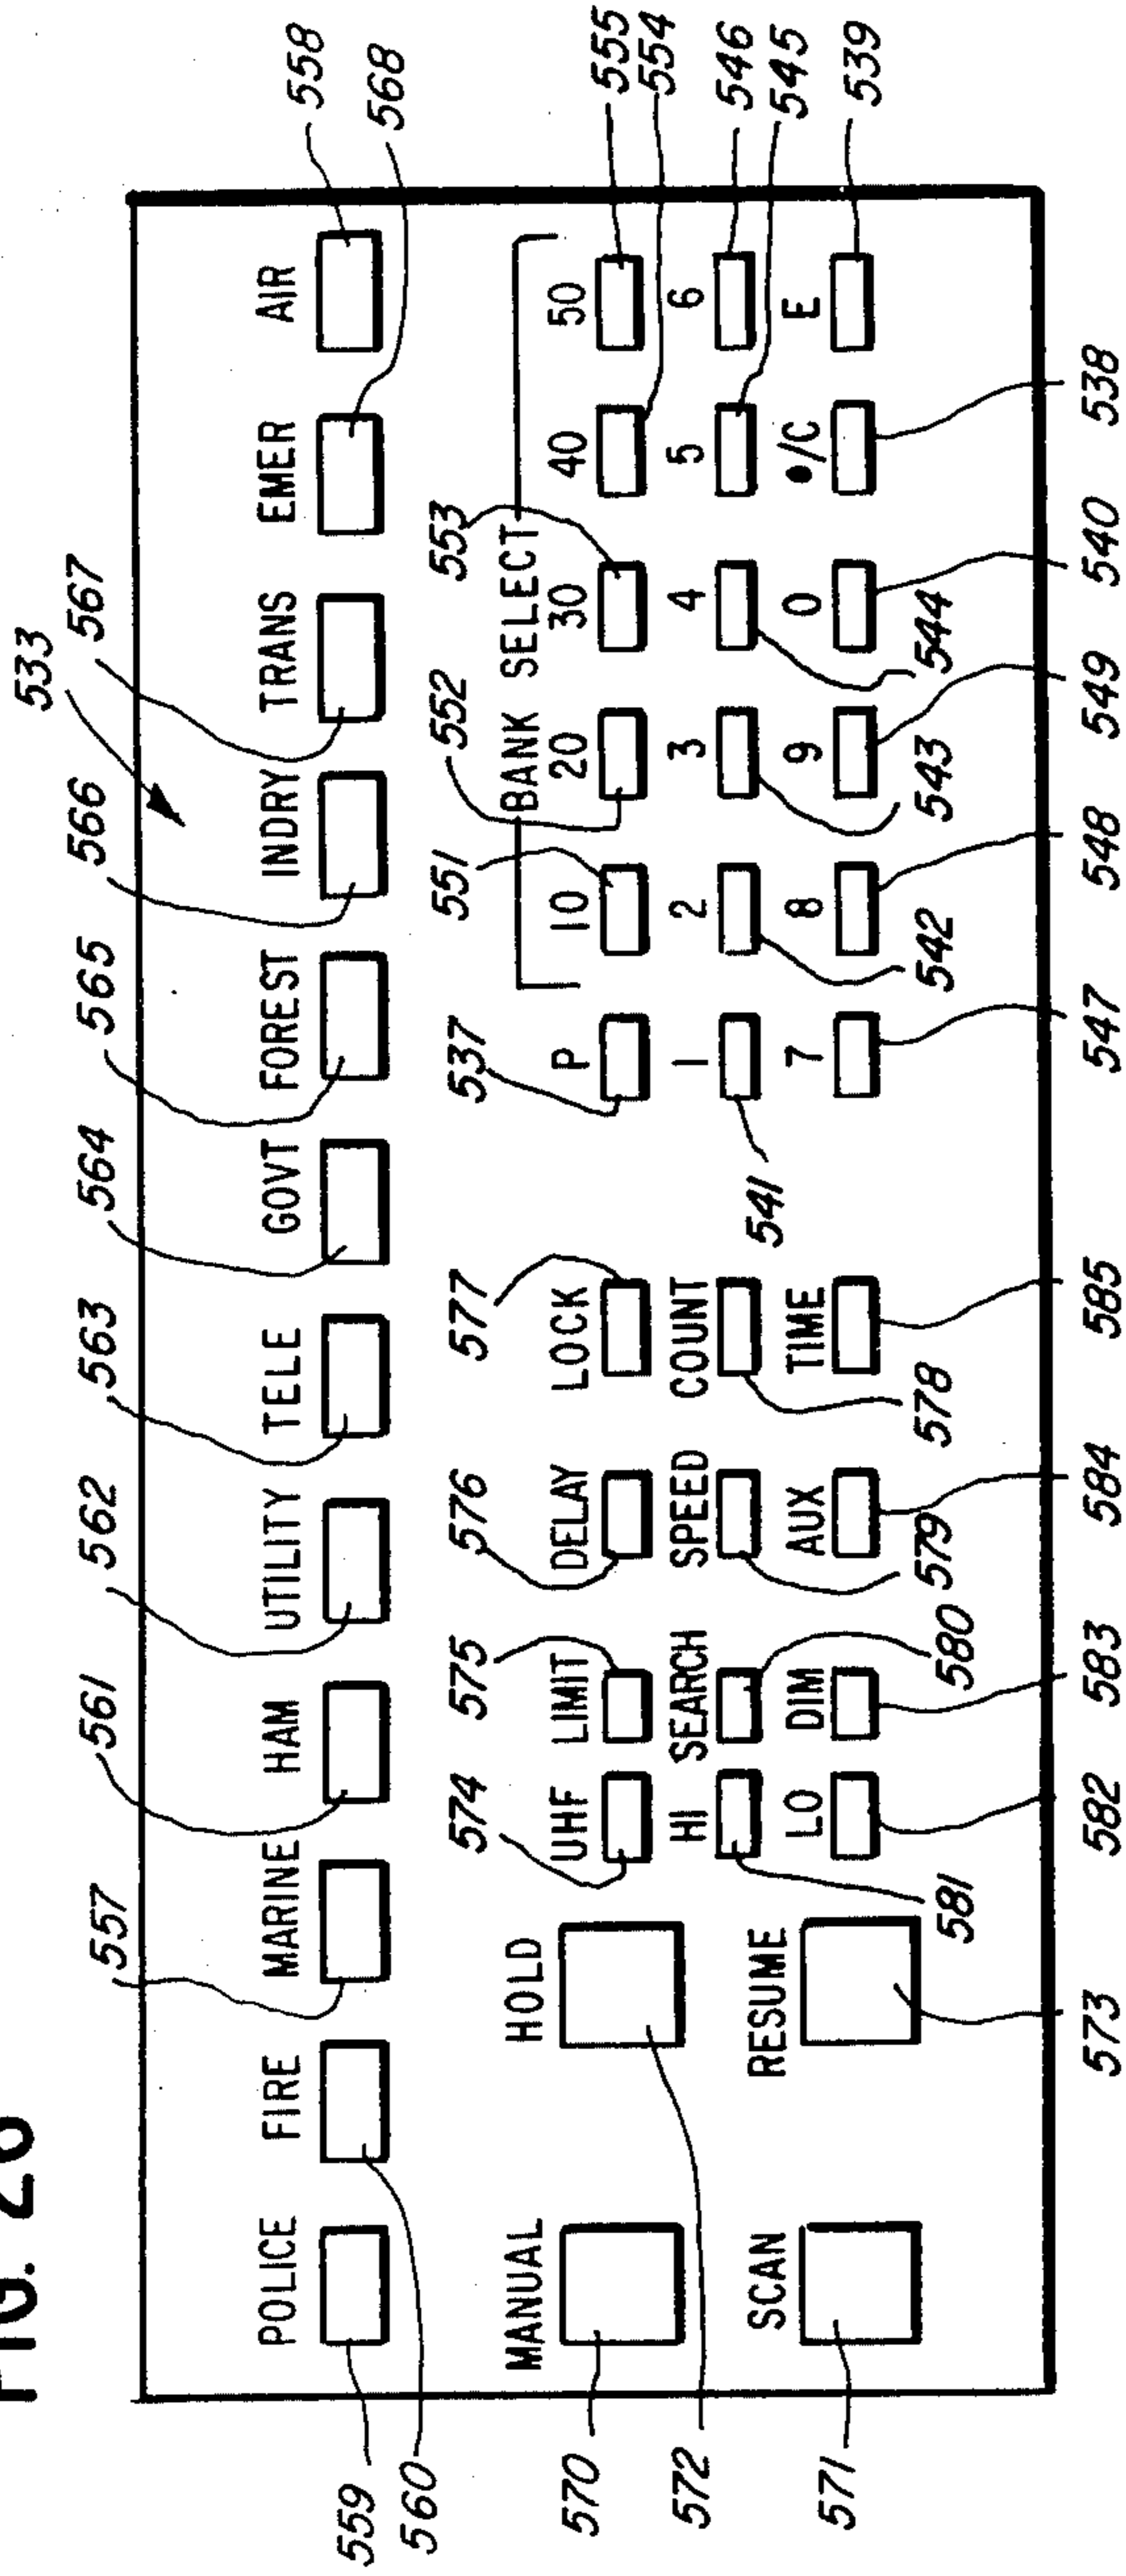 FIG. 26
533
557 561 562 563 564 565 566 567
558
568
POLICE FIRE MARINE HAM UTILITY TELE GOVT FOREST INDRY TRANS EMER AIR
559
560
574 575 576 577 537 551 552 553
555
554
BANK SELECT
MANUAL HOLD UHF LIMIT DELAY LOCK P 10 20 30 40 50
570
572
546
545
HI SEARCH SPEED COUNT 1 2 3 4 5 6
541
SCAN RESUME LO DIM AUX TIME 7 8 9 0 •/C E
571
539
581 580 579 578 542 543 544
573 582 583 584 585 547 548 549 540 538